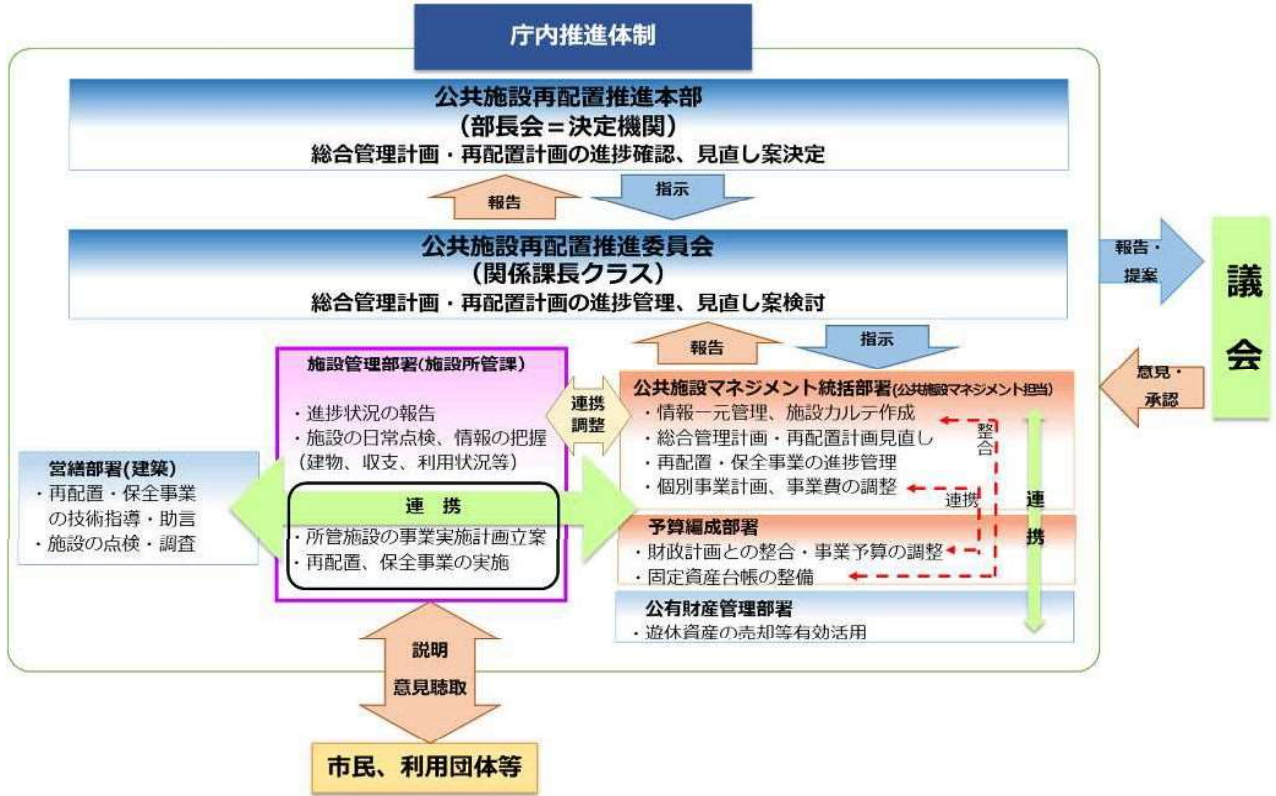 庁内推進体制
公共施設再配置推進本部
（部長会＝決定機関）
総合管理計画・再配置計画の進捗確認、見直し案決定
報告
指示
公共施設再配置推進委員会
（関係課長クラス）
総合管理計画・再配置計画の進捗管理、見直し案検討
報告・
提案
議会
意見・
承認
報告
指示
施設管理部署(施設所管課)
・進捗状況の報告
・施設の日常点検、情報の把握
（建物、収支、利用状況等）
連携
調整
公共施設マネジメント統括部署(公共施設マネジメント担当)
・情報一元管理、施設カルテ作成
・総合管理計画・再配置計画見直し
・再配置・保全事業の進捗管理
・個別事業計画、事業費の調整
整合
連携
連携
営繕部署(建築)
・再配置・保全事業
の技術指導・助言
・施設の点検・調査
連携
・所管施設の事業実施計画立案
・再配置、保全事業の実施
予算編成部署
・財政計画との整合・事業予算の調整
・固定資産台帳の整備
公有財産管理部署
・遊休資産の売却等有効活用
説明
意見聴取
市民、利用団体等